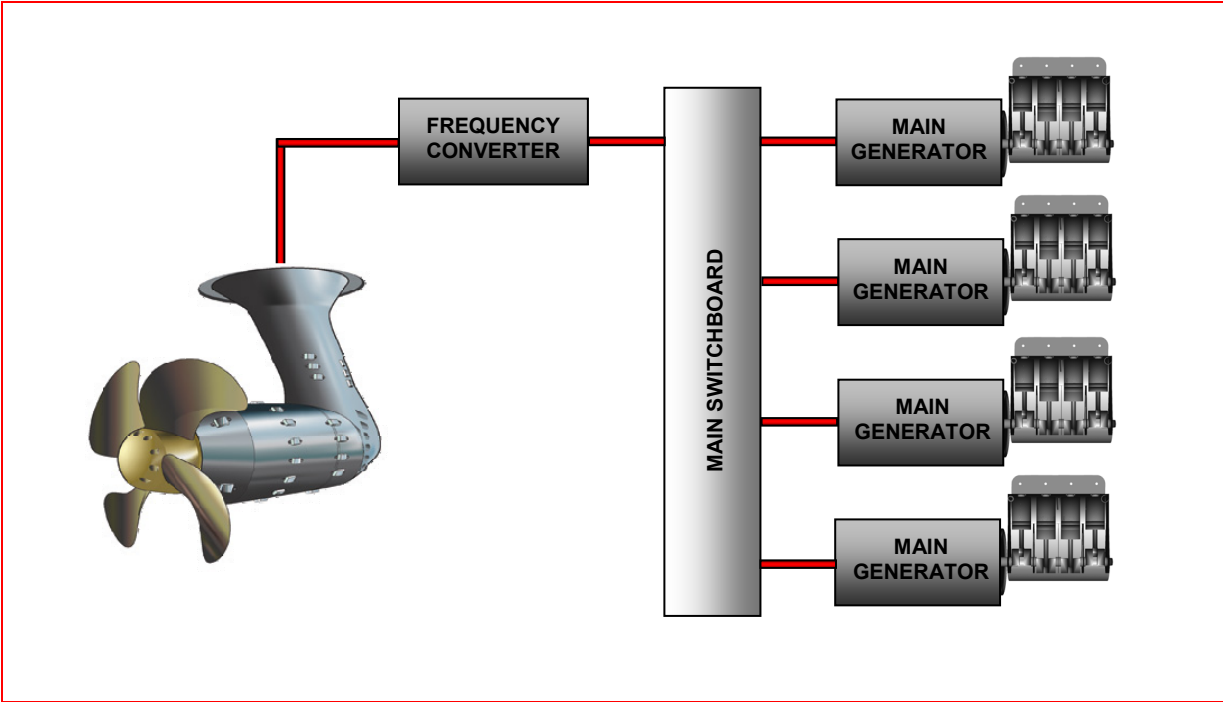 FREQUENCY
CONVERTER
MAIN SWITCHBOARD
MAIN
GENERATOR
MAIN
GENERATOR
MAIN
GENERATOR
MAIN
GENERATOR